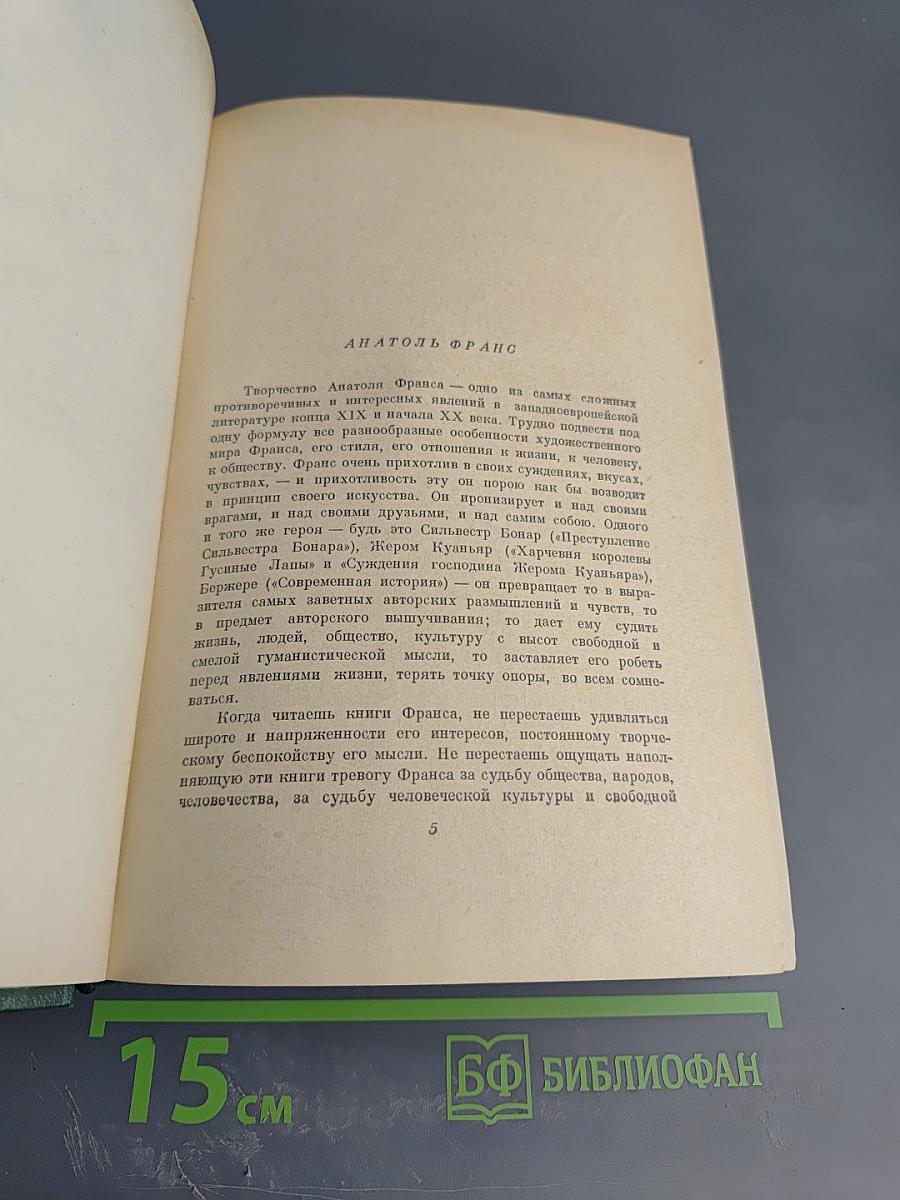 АНАТОЛЬ ФРАНС
Творчество Анатоля Франса — одно из самых сложных
противоречивых и интересных явлений в западноевропейской
литературе конца XIX и начала XX века. Трудно подвести под
одну формулу все разнообразные особенности художественного
мира Франса, его стиля, его отношения к жизни, к человеку,
к обществу. Франс очень прихотлив в своих суждениях, вкусах,
чувствах, — и прихотливость эту он порою как бы возводит
в принцип своего искусства. Он иронизирует и над своими
врагами, и над своими друзьями, и над самим собою. Одного
и того же героя — будь это Сильвестр Бонар («Преступление
Сильвестра Бонара»), Жером Куаньяр («Харчевня королевы
Гусиные Лапы» и «Суждения господина Жерома Куаньяра»),
Бержере («Современная история») — он превращает то в выра-
зителя самых заветных авторских размышлений и чувств, то
в предмет авторского вышучивания; то дает ему судить
жизнь, людей, общество, культуру с высот свободной и
смелой гуманистической мысли, то заставляет его робеть
перед явлениями жизни, терять точку опоры, во всем сомне-
ваться.
Когда читаешь книги Франса, не перестаешь удивляться
широте и напряженности его интересов, постоянному творче-
скому беспокойству его мысли. Не перестаешь ощущать напол-
няющую эти книги тревогу Франса за судьбу общества, народов,
человечества, за судьбу человеческой культуры и свободной
5
15 см
БФ БИБЛИОФАН